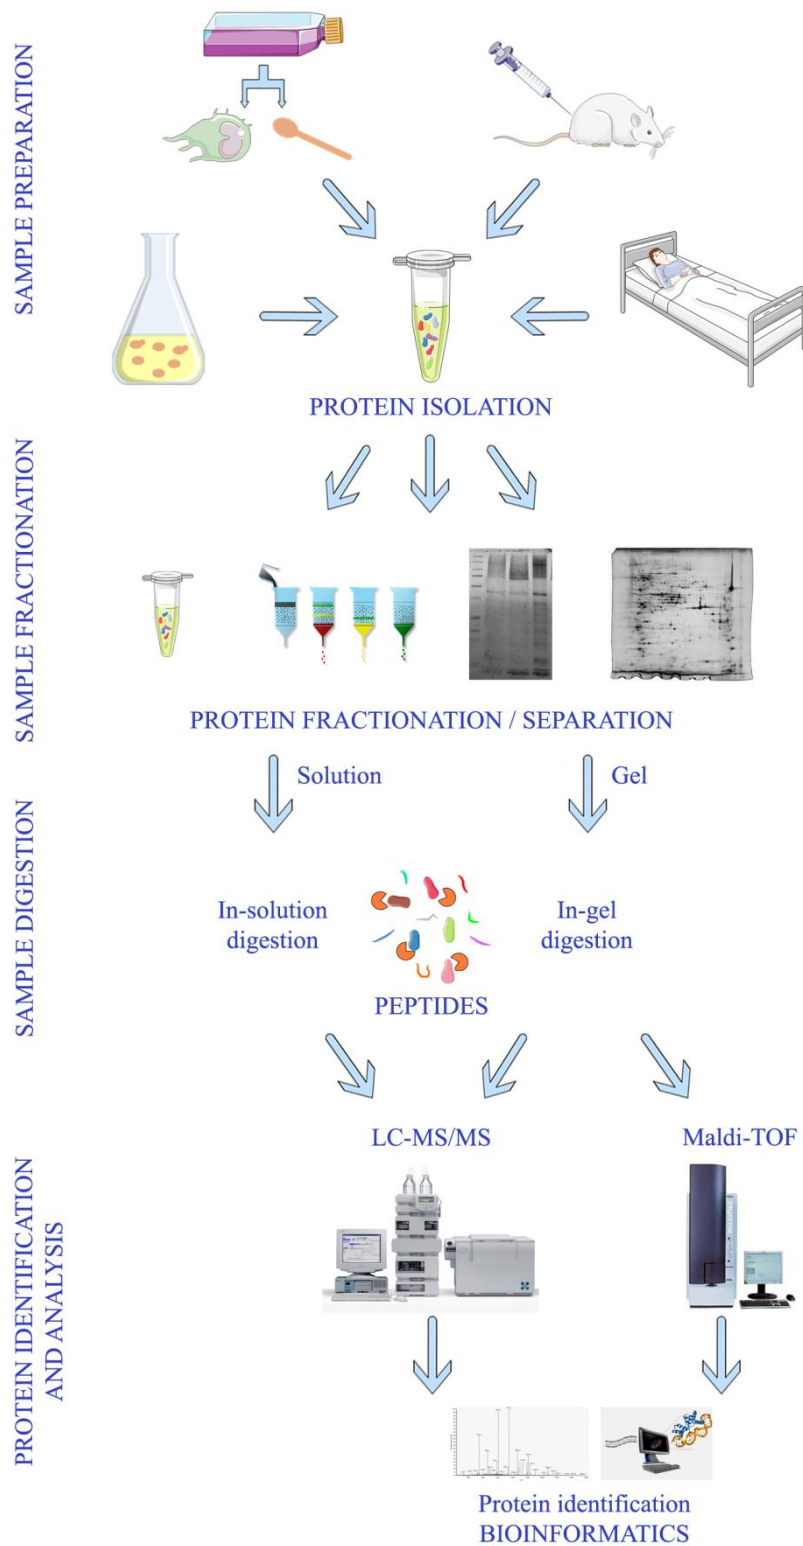 SAMPLE PREPARATION
PROTEIN ISOLATION
SAMPLE FRACTIONATION
PROTEIN FRACTIONATION / SEPARATION
Solution
Gel
SAMPLE DIGESTION
In-solution
digestion
In-gel
digestion
PEPTIDES
LC-MS/MS
Maldi-TOF
PROTEIN IDENTIFICATION
AND ANALYSIS
Protein identification
BIOINFORMATICS